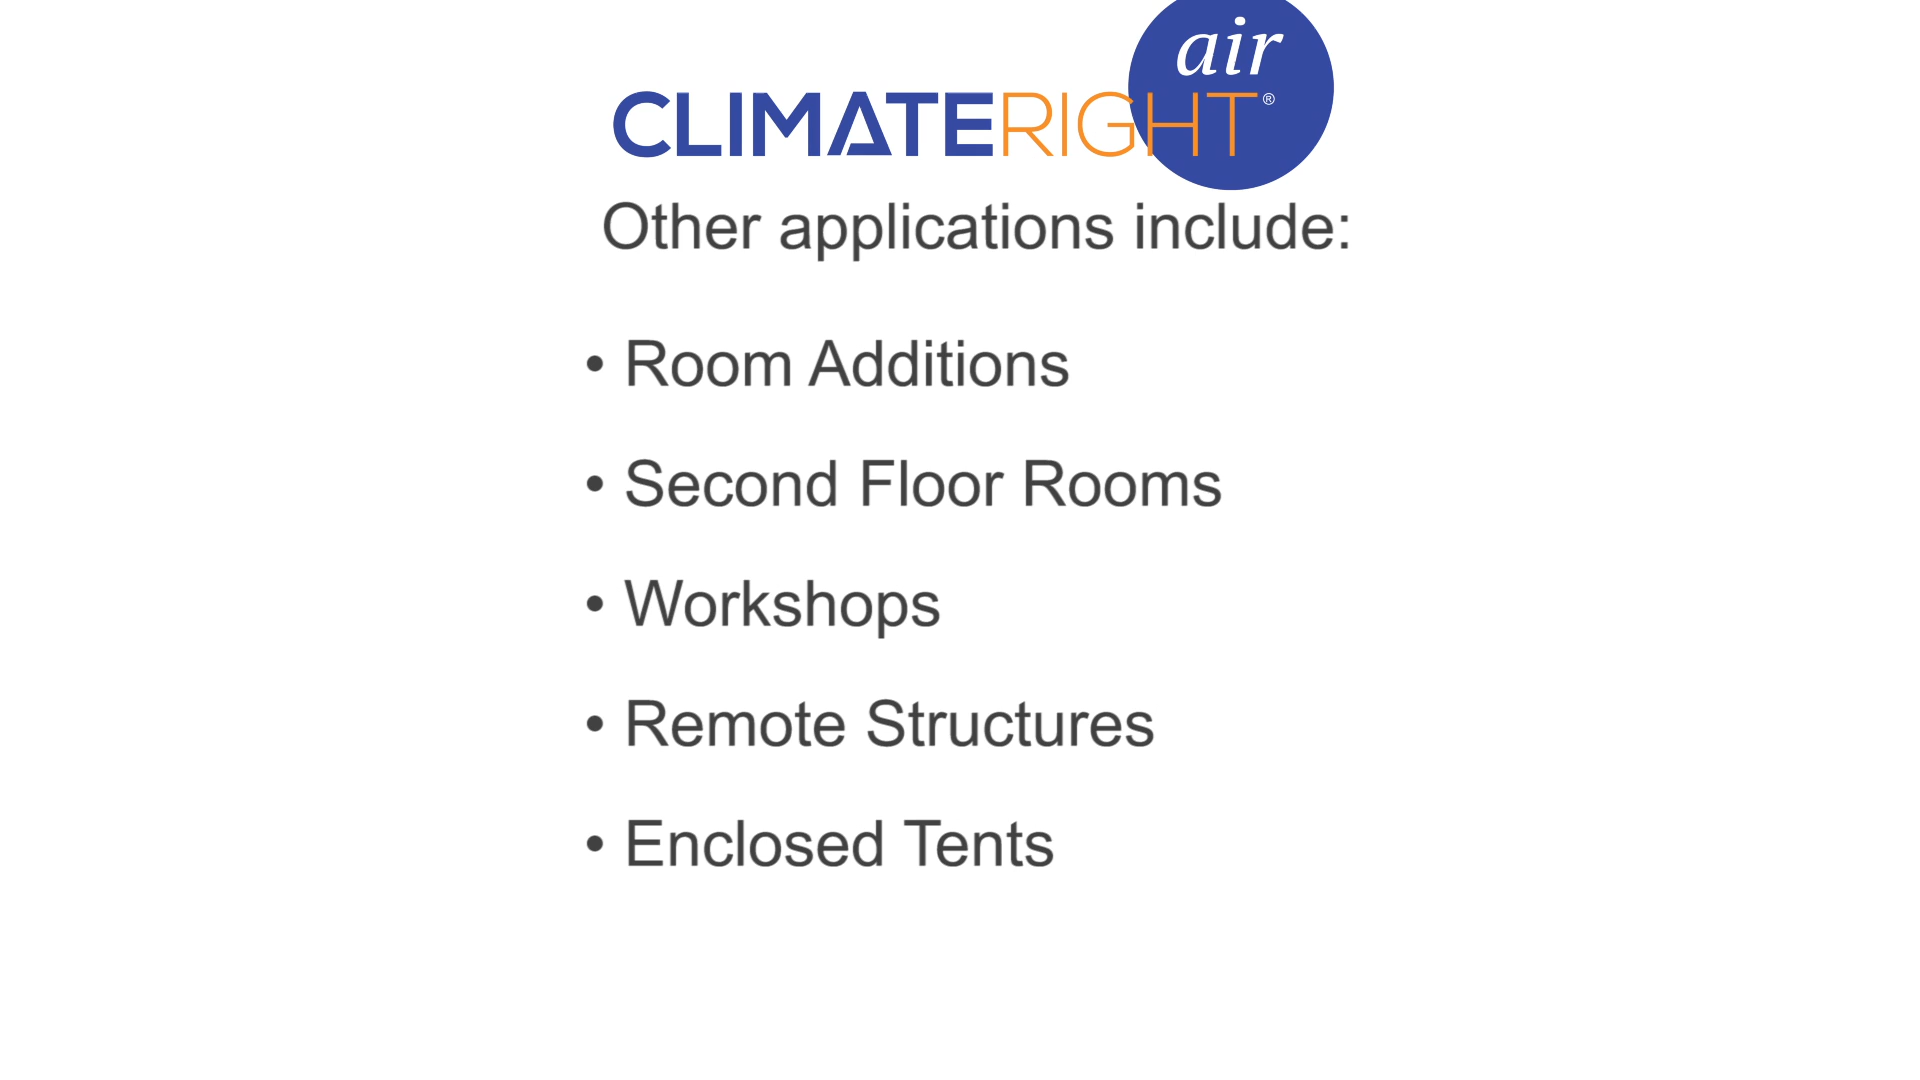 air
CLIMATERIGHT®
Other applications include:
• Room Additions
• Second Floor Rooms
• Workshops
• Remote Structures
• Enclosed Tents